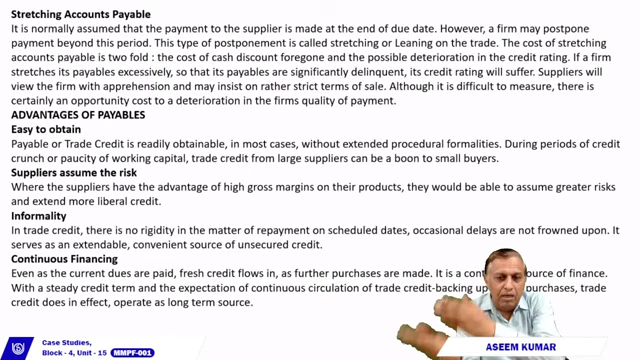 Stretching Accounts Payable
It is normally assumed that the payment to the supplier is made at the end of due date. However, a firm may postpone
payment beyond this period. This type of postponement is called stretching or Leaning on the trade. The cost of stretching
accounts payable is two fold : the cost of cash discount foregone and the possible deterioration in the credit rating. If a firm
stretches its payables excessively, so that its payables are significantly delinquent, its credit rating will suffer. Suppliers will
view the firm with apprehension and may insist on rather strict terms of sale. Although it is difficult to measure, there is
certainly an opportunity cost to a deterioration in the firms quality of payment.
ADVANTAGES OF PAYABLES
Easy to obtain
Payable or Trade Credit is readily obtainable, in most cases, without extended procedural formalities. During periods of credit
crunch or paucity of working capital, trade credit from large suppliers can be a boon to small buyers.
Suppliers assume the risk
Where the suppliers have the advantage of high gross margins on their products, they would be able to assume greater risks
and extend more liberal credit.
Informality
In trade credit, there is no rigidity in the matter of repayment on scheduled dates, occasional delays are not frowned upon. It
serves as an extendable, convenient source of unsecured credit.
Continuous Financing
Even as the current dues are paid, fresh credit flows in, as further purchases are made. It is a source of finance.
With a steady credit term and the expectation of continuous circulation of trade credit-backing purchases, trade
credit does in effect, operate as long term source.
Case Studies,
Block - 4, Unit - 15 MMPF-001
ASEEM KUMAR